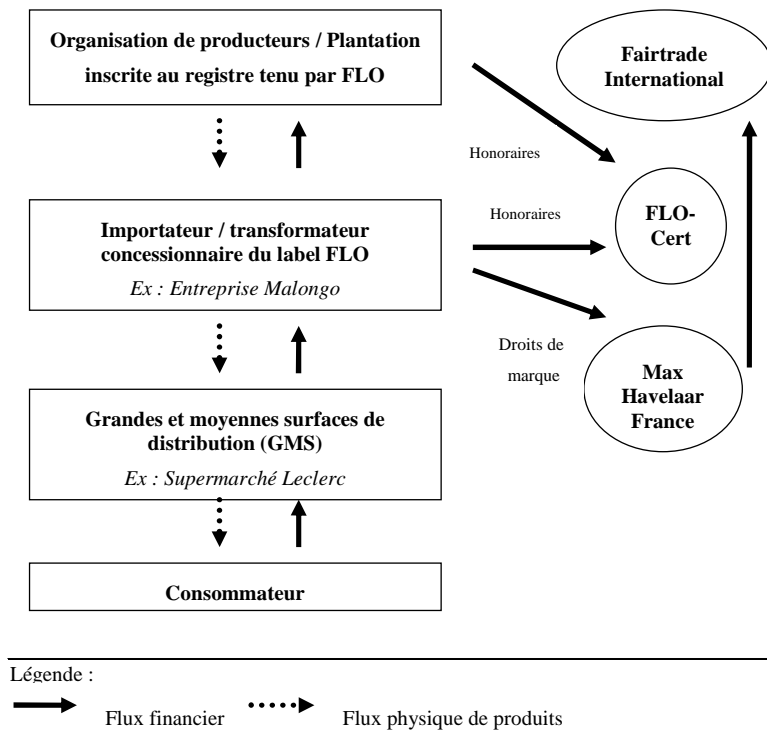 Organisation de producteurs / Plantation
inscrite au registre tenu par FLO
Fairtrade
International
Honoraires
Importateur / transformateur
concessionnaire du label FLO
Ex : Entreprise Malongo
Honoraires
FLO-
Cert
Droits de
marque
Max
Havelaar
France
Grandes et moyennes surfaces de
distribution (GMS)
Ex : Supermarché Leclerc
Consommateur
Légende :
Flux financier
Flux physique de produits